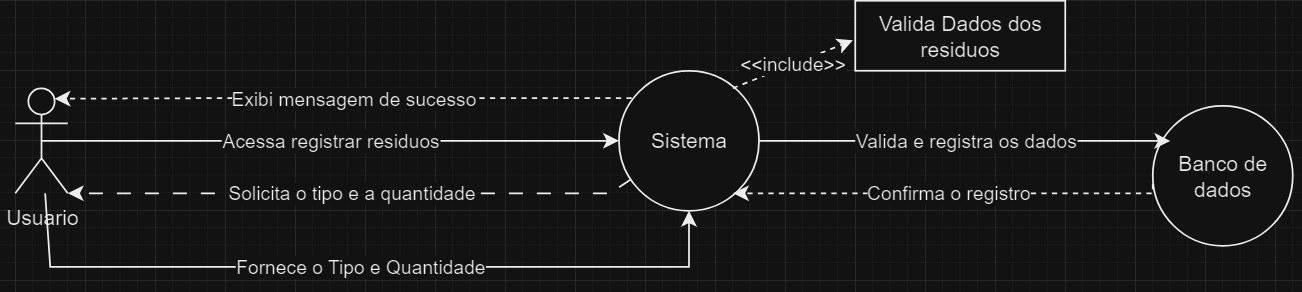 Valida Dados dos
residuos
<<include>>
Exibi mensagem de sucesso
Acessa registrar residuos
Sistema
Valida e registra os dados
Banco de
dados
Solicita o tipo e a quantidade
Confirma o registro
Usuario
Fornece o Tipo e Quantidade